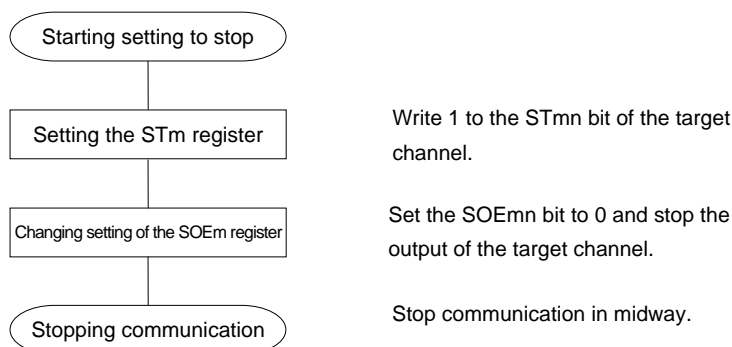 Starting setting to stop
Setting the STm register
Write 1 to the STmn bit of the target
channel.
Changing setting of the SOEm register
Set the SOEmn bit to 0 and stop the
output of the target channel.
Stopping communication
Stop communication in midway.